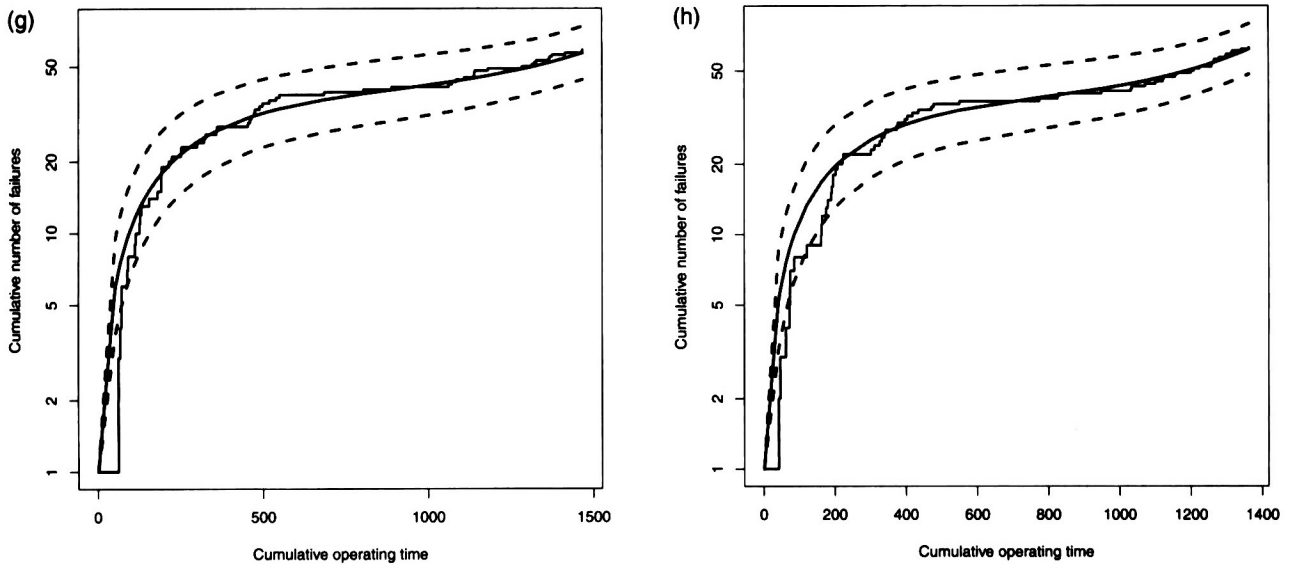 (g)
Cumulative number of failures
50
20
10
5
2
1
0 500 1000 1500
Cumulative operating time
(h)
Cumulative number of failures
50
20
10
5
2
1
0 200 400 600 800 1000 1200 1400
Cumulative operating time